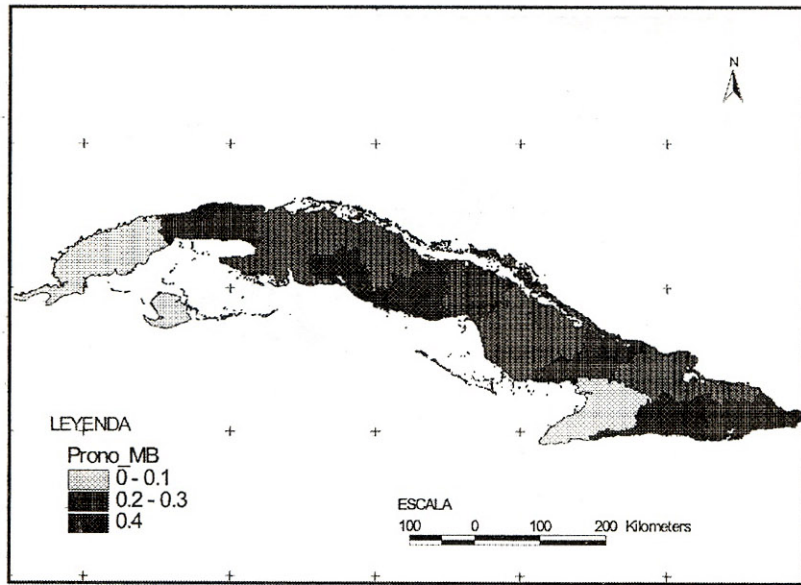 N
LEYENDA
Prono_MB
0 - 0.1
0.2 - 0.3
0.4
ESCALA
100 0 100 200 Kilometers